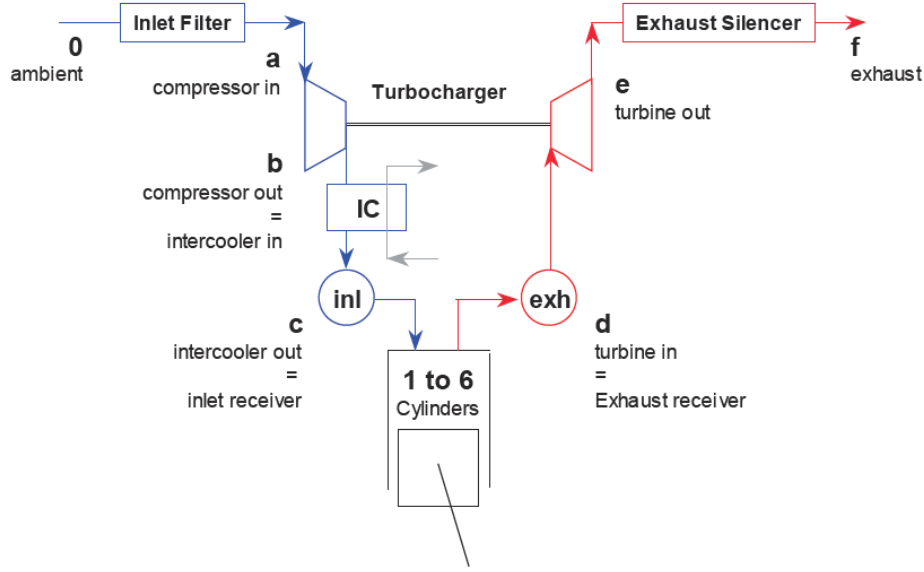 Inlet Filter
Exhaust Silencer
0
ambient
a
compressor in
Turbocharger
e
turbine out
f
exhaust
b
compressor out
=
intercooler in
IC
inl
exh
c
intercooler out
=
inlet receiver
d
turbine in
=
Exhaust receiver
1 to 6
Cylinders